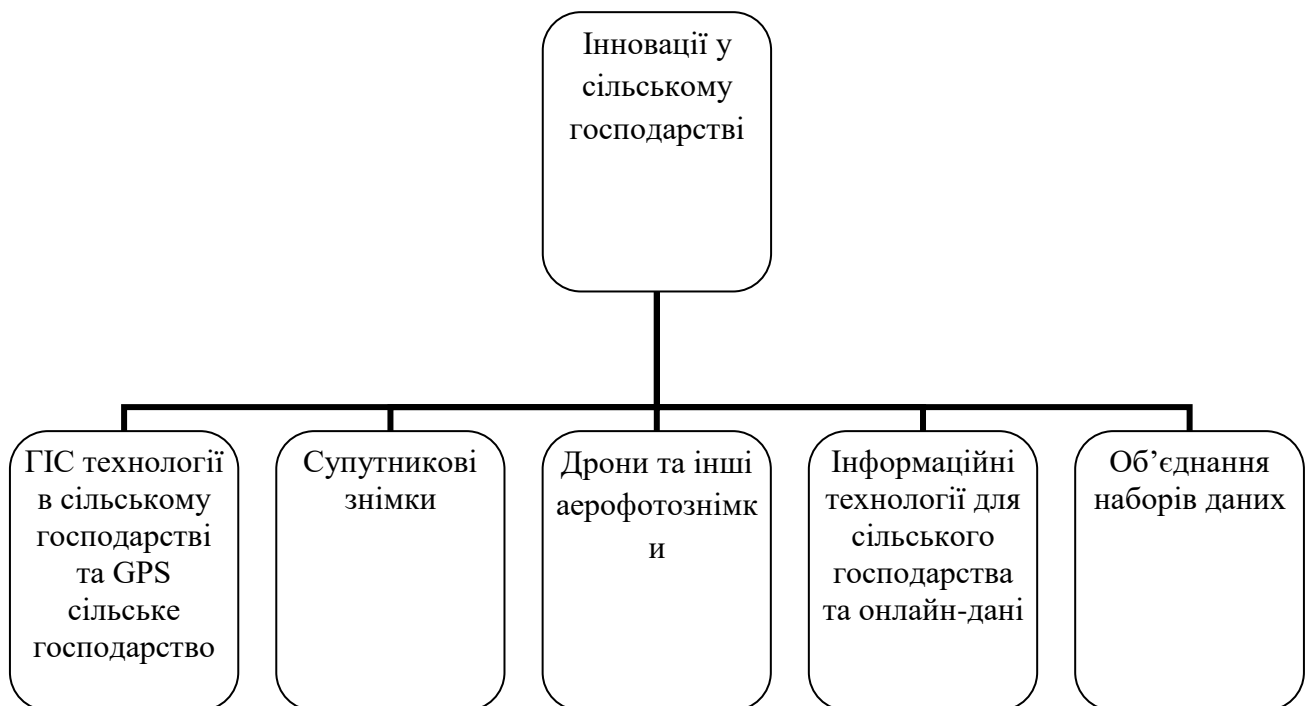 Інновації у
сільському
господарстві
ГІС технології
в сільському
господарстві
та GPS
сільське
господарство
Супутникові
знімки
Дрони та інші
аерофотознімк
и
Інформаційні
технології для
сільського
господарства
та онлайн-дані
Об’єднання
наборів даних